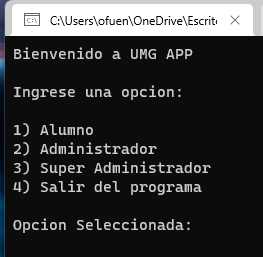 C:\Users\ofuen\OneDrive\Escrito
Bienvenido a UMG APP
Ingrese una opcion:
1) Alumno
2) Administrador
3) Super Administrador
4) Salir del programa
Opcion Seleccionada: